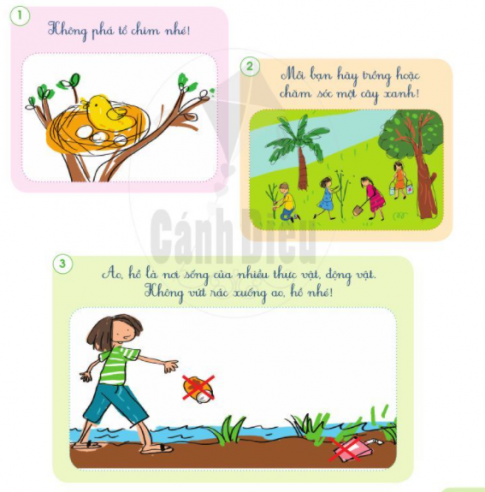 1
Không phá tổ chim nhé!
2
Mỗi bạn hãy trồng hoặc
chăm sóc một cây xanh!
Cánh Diều
3
Ao, hồ là nơi sống của nhiều thực vật, động vật.
Không vứt rác xuống ao, hồ nhé!